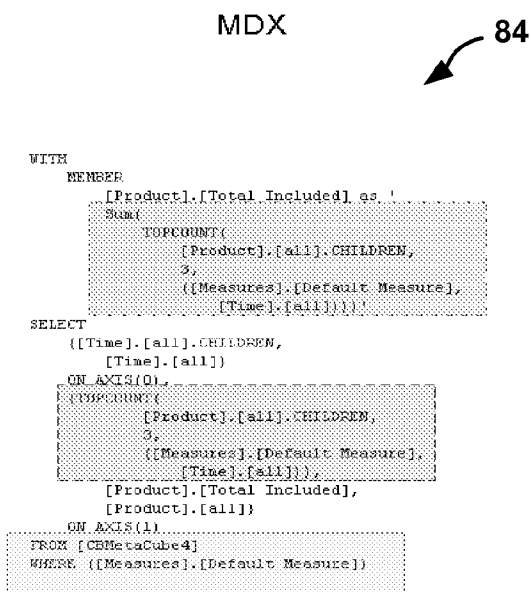 MDX
84
WITH
MEMBER
[Product].[Total Included] as '
Sum(
TOPCOUNT(
[Product].[all].CHILDREN,
3,
([Measures].[Default Measure],
[Time].[all])))'
SELECT
{[Time].[all].CHILDREN,
[Time].[all]}
ON AXIS(0),
{TOPCOUNT(
[Product].[all].CHILDREN,
3,
([Measures].[Default Measure],
[Time].[all])),
[Product].[Total Included],
[Product].[all]}
ON AXIS(1)
FROM [CBMetaCube4]
WHERE ([Measures].[Default Measure])